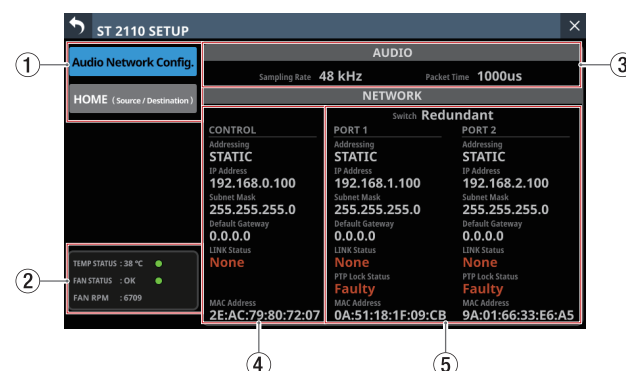 ST 2110 SETUP
×
Audio Network Config.
HOME ( Source / Destination )
AUDIO
Sampling Rate 48 kHz Packet Time 1000us
NETWORK
Switch Redundant
CONTROL PORT 1 PORT 2
Addressing Addressing Addressing
STATIC STATIC STATIC
IP Address IP Address IP Address
192.168.0.100 192.168.1.100 192.168.2.100
Subnet Mask Subnet Mask Subnet Mask
255.255.255.0 255.255.255.0 255.255.255.0
Default Gateway Default Gateway Default Gateway
0.0.0.0 0.0.0.0 0.0.0.0
LINK Status LINK Status LINK Status
None None None
PTP Lock Status PTP Lock Status
Faulty Faulty
MAC Address MAC Address MAC Address
2E:AC:79:80:72:07 0A:51:18:1F:09:CB 9A:01:66:33:E6:A5
TEMP STATUS : 38 ℃
FAN STATUS : OK
FAN RPM : 6709
1
2
3
4
5